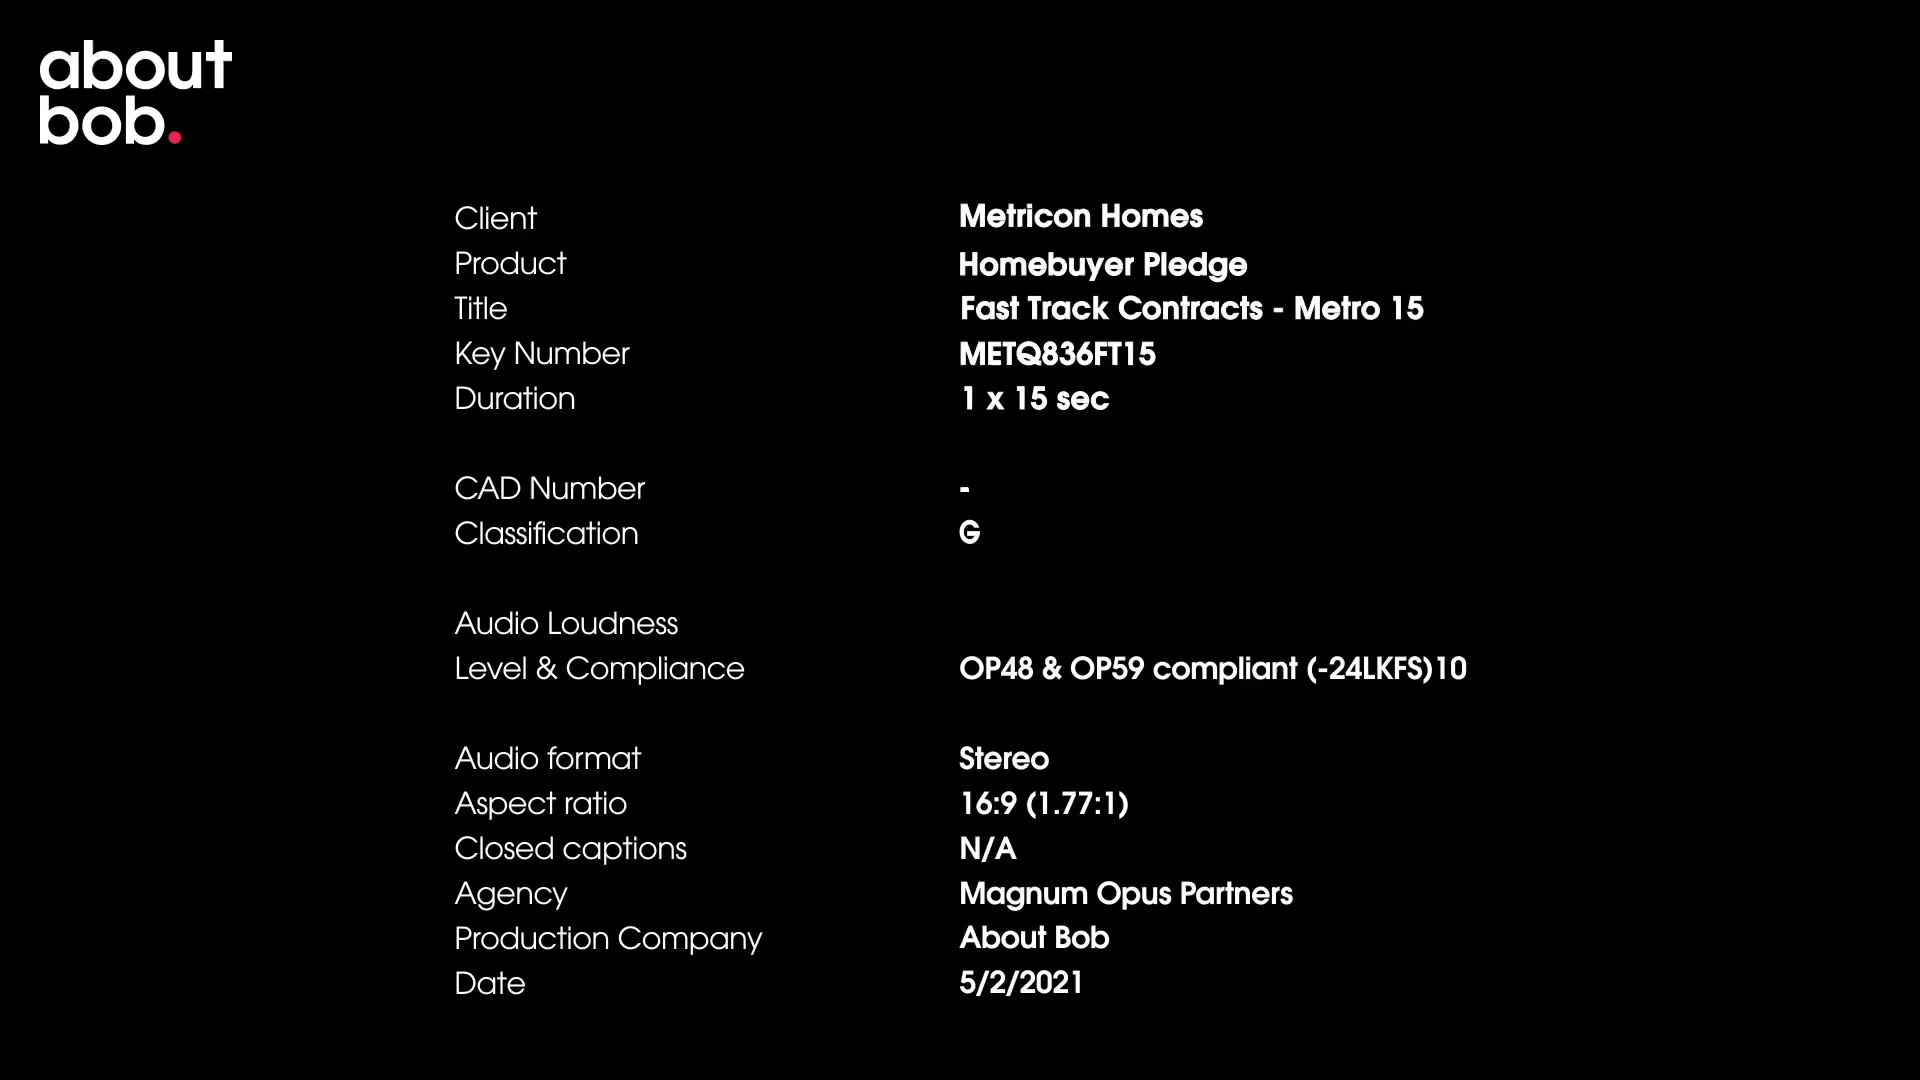 about
bob.
Client Metricon Homes
Product Homebuyer Pledge
Title Fast Track Contracts - Metro 15
Key Number METQ836FT15
Duration 1 x 15 sec
CAD Number -
Classification G
Audio Loudness
Level & Compliance OP48 & OP59 compliant (-24LKFS)10
Audio format Stereo
Aspect ratio 16:9 (1.77:1)
Closed captions N/A
Agency Magnum Opus Partners
Production Company About Bob
Date 5/2/2021